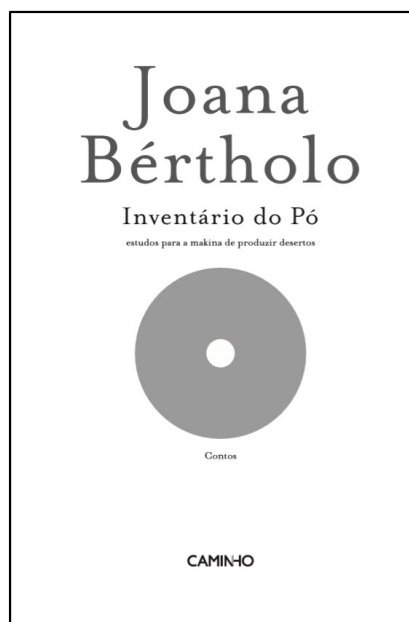 Joana
Bértholo
Inventário do Pó
estudos para a makina de produzir desertos
Contos
CAMINHO